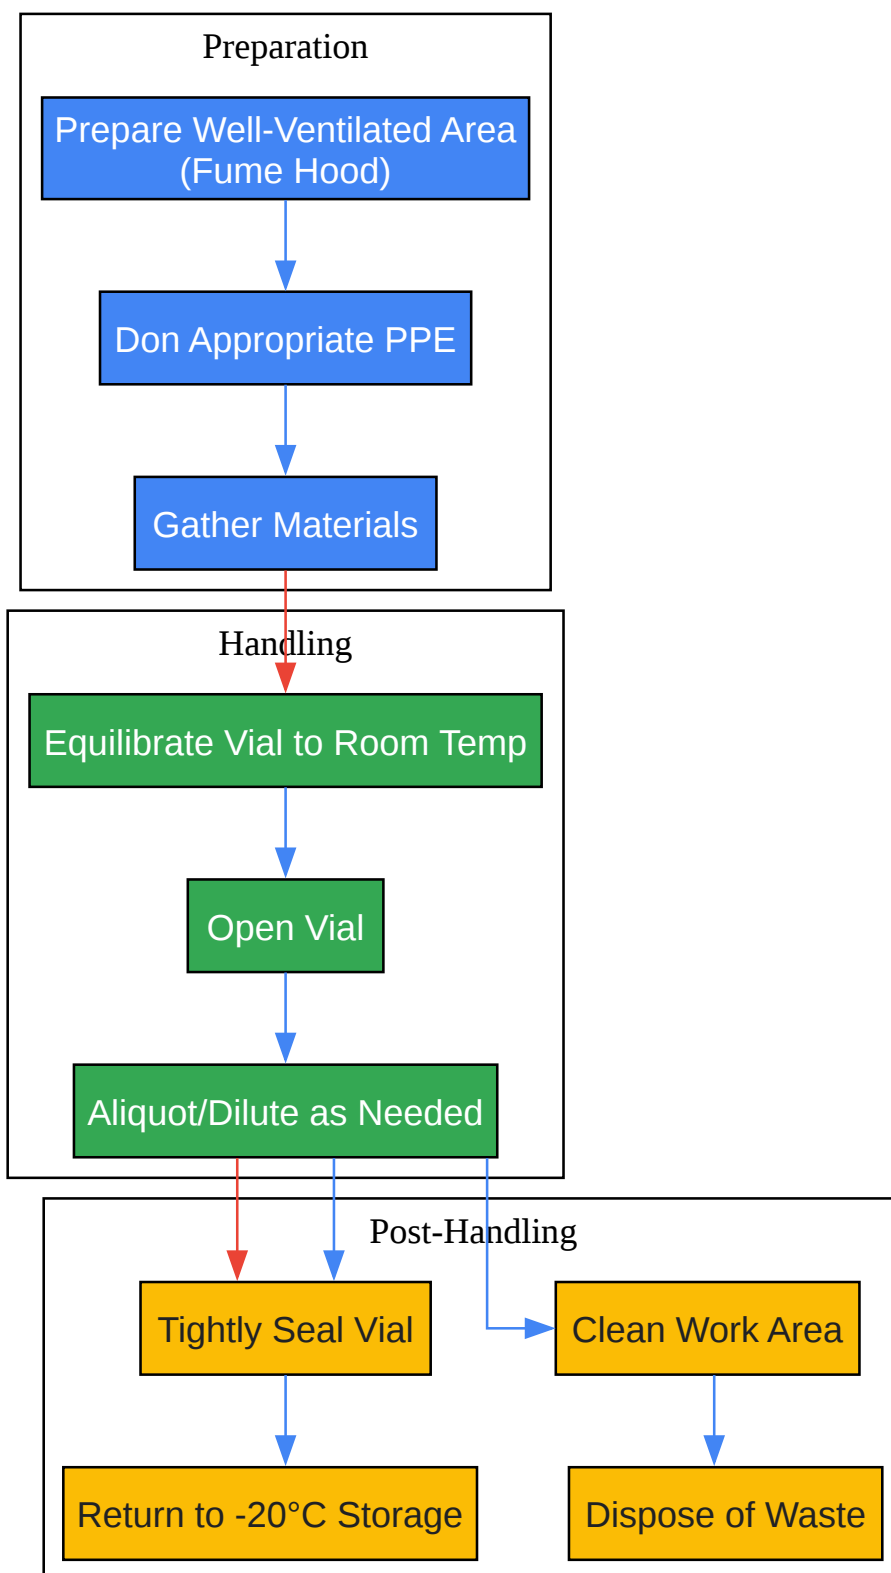 Preparation
Prepare Well-Ventilated Area
(Fume Hood)
Don Appropriate PPE
Gather Materials
Handling
Equilibrate Vial to Room Temp
Open Vial
Aliquot/Dilute as Needed
Post-Handling
Tightly Seal Vial
Clean Work Area
Return to -20°C Storage
Dispose of Waste